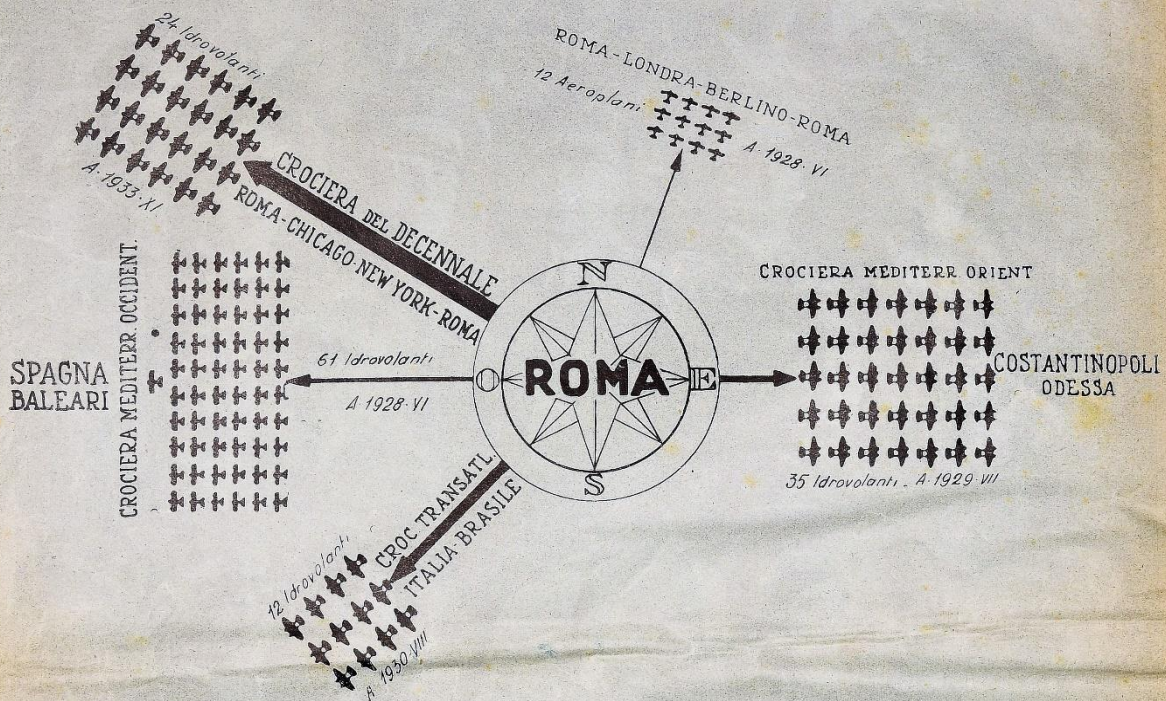 24 Idrovolanti
A·1933·XI
CROCIERA DEL DECENNALE
ROMA-CHICAGO·NEW YORK-ROMA
ROMA-LONDRA-BERLINO-ROMA
12 Aeroplani
A·1928·VI
CROCIERA MEDITERR. OCCIDENT.
SPAGNA
BALEARI
61 Idrovolanti
A·1928·VI
N
O
ROMA
E
S
CROCIERA MEDITERR ORIENT
COSTANTINOPOLI
ODESSA
35 Idrovolanti . A·1929·VII
CROC TRANSATL.
ITALIA·BRASILE
12 Idrovolanti
A 1930·VIII